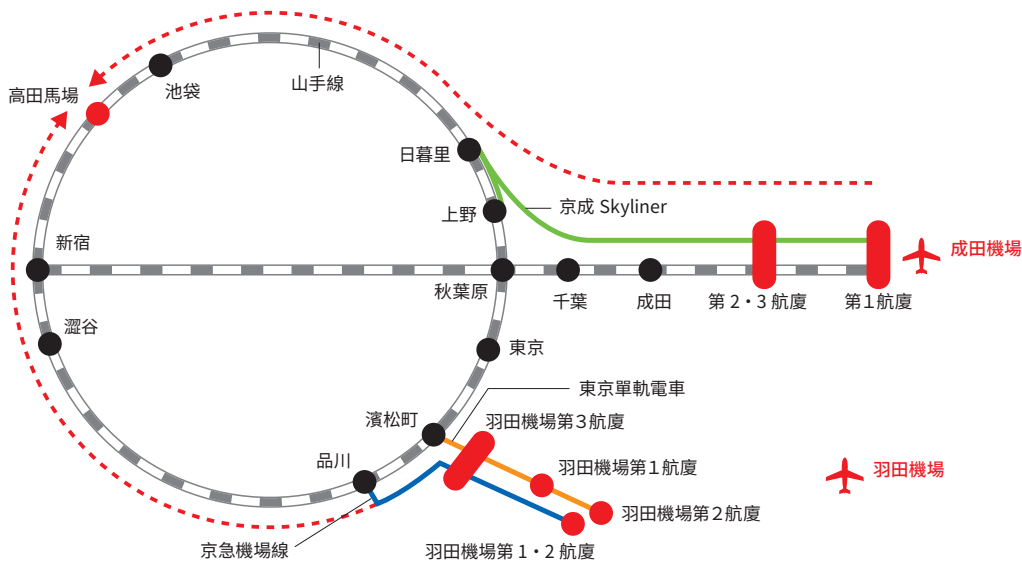 高田馬場
池袋
山手線
日暮里
上野
京成 Skyliner
新宿
秋葉原
千葉
成田
第 2・3 航廈
第1航廈
成田機場
澀谷
東京
東京單軌電車
濱松町
羽田機場第3航廈
品川
羽田機場第1航廈
羽田機場
羽田機場第2航廈
京急機場線
羽田機場第 1・2 航廈